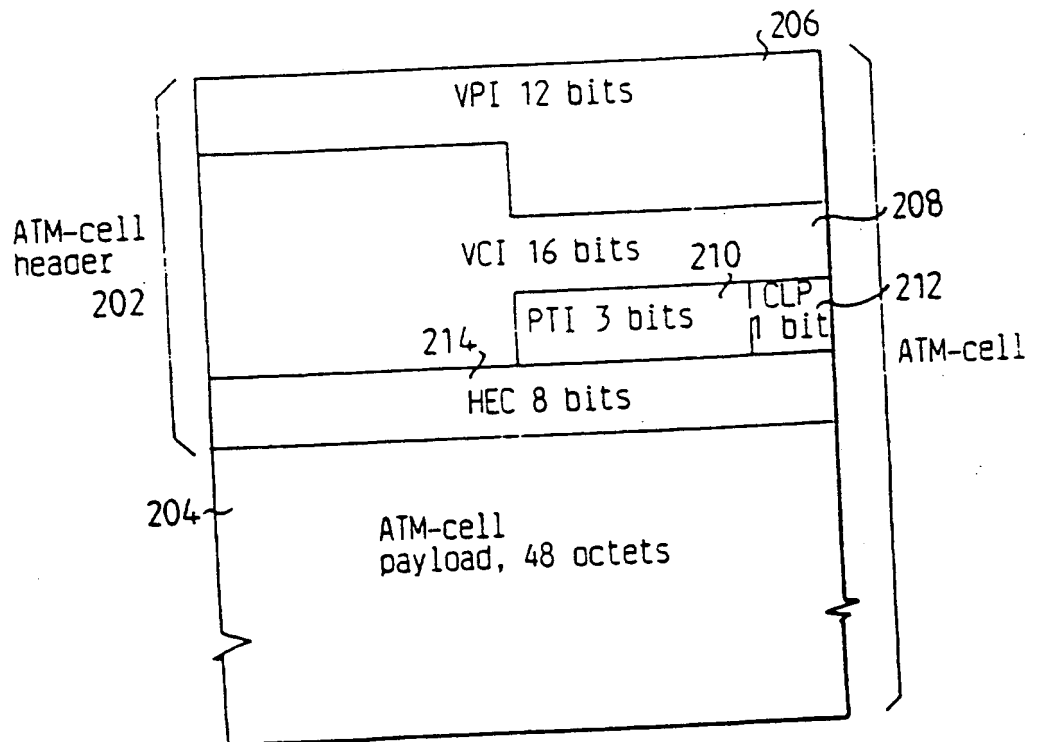 206
VPI 12 bits
ATM-cell
header
202
208
VCI 16 bits
210
PTI 3 bits
CLP
1 bit
212
214
ATM-cell
HEC 8 bits
204
ATM-cell
payload, 48 octets